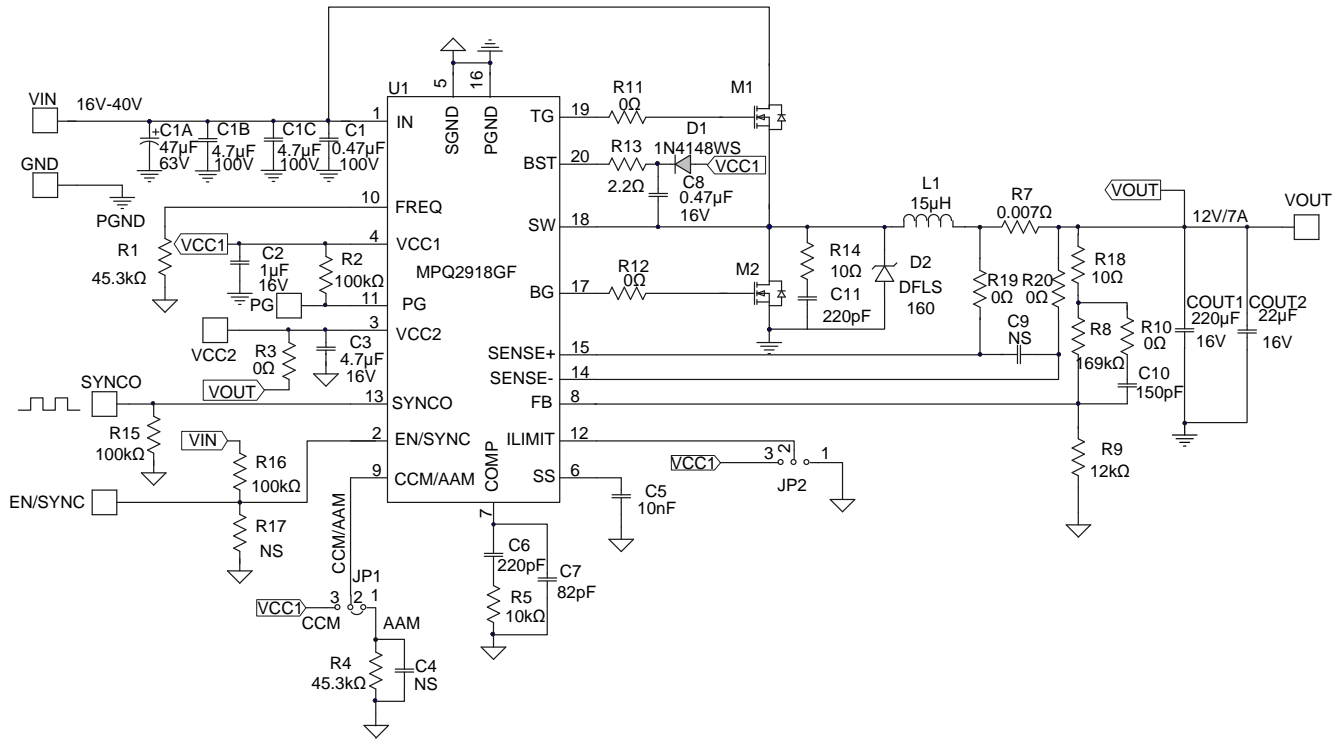 VIN
16V-40V
GND
PGND
+C1A
47µF
63V
C1B
4.7µF
100V
C1C
4.7µF
100V
C1
0.47µF
100V
U1
5
16
SGND
PGND
1
IN
10
FREQ
R1
45.3kΩ
VCC1
4
VCC1
C2
1µF
16V
R2
100kΩ
MPQ2918GF
PG
11
PG
3
VCC2
VCC2
R3
0Ω
C3
4.7µF
16V
VOUT
SYNCO
13
SYNCO
R15
100kΩ
VIN
2
EN/SYNC
R16
100kΩ
9
CCM/AAM
EN/SYNC
R17
NS
CCM/AAM
COMP
7
JP1
VCC1
3
2
1
CCM
AAM
R4
45.3kΩ
C4
NS
C6
220pF
R5
10kΩ
C7
82pF
TG
19
R11
0Ω
M1
BST
20
R13
2.2Ω
D1
1N4148WS
VCC1
C8
0.47µF
16V
SW
18
L1
15µH
R7
0.007Ω
VOUT
12V/7A
VOUT
BG
17
R12
0Ω
M2
R14
10Ω
C11
220pF
D2
DFLS
160
R19
0Ω
R20
0Ω
C9
NS
R18
10Ω
R8
169kΩ
R10
0Ω
C10
150pF
COUT1
220µF
16V
COUT2
22µF
16V
SENSE+
15
SENSE-
14
FB
8
R9
12kΩ
ILIMIT
12
VCC1
3
2
1
JP2
SS
6
C5
10nF